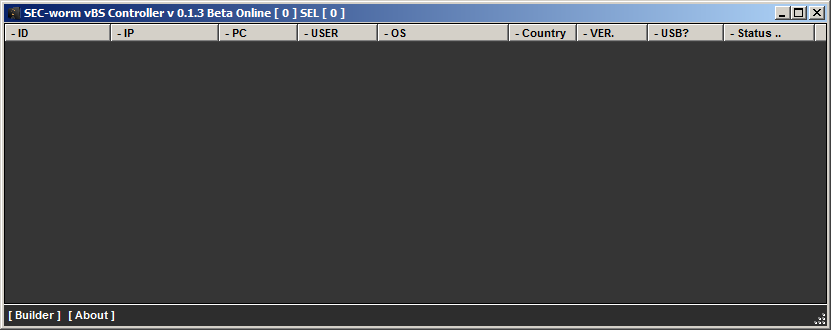 SEC-worm vBS Controller v 0.1.3 Beta Online [ 0 ] SEL [ 0 ]
- ID - IP - PC - USER - OS - Country - VER. - USB? - Status ..
[ Builder ] [ About ]